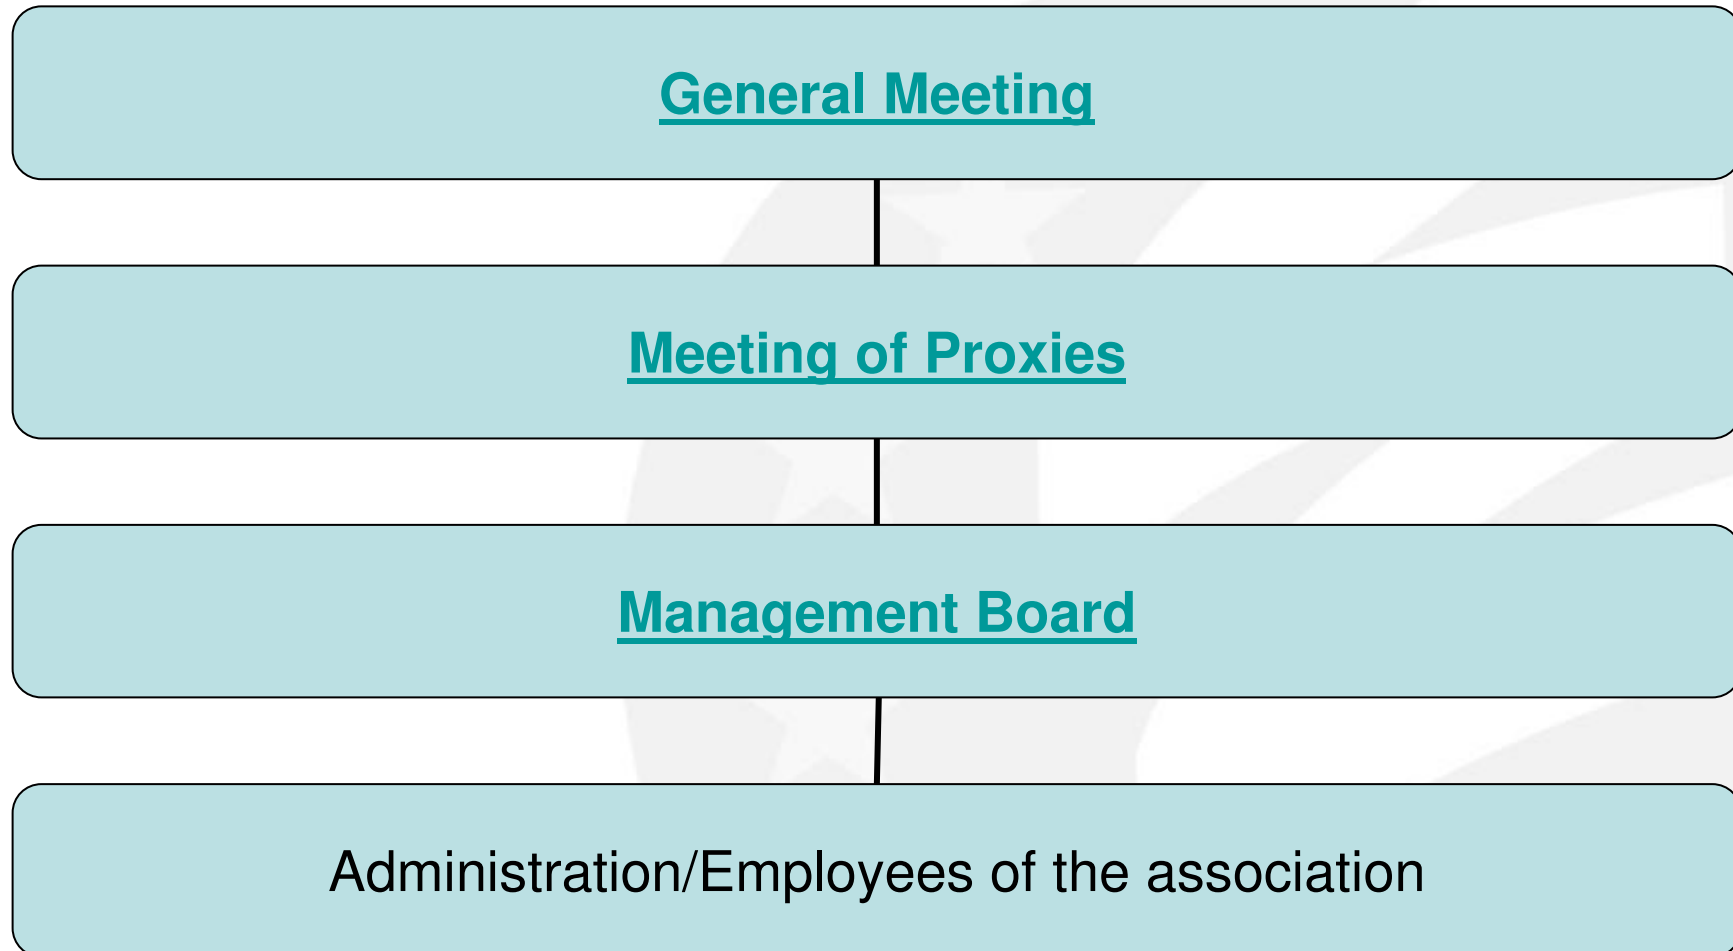 General Meeting
Meeting of Proxies
Management Board
Administration/Employees of the association